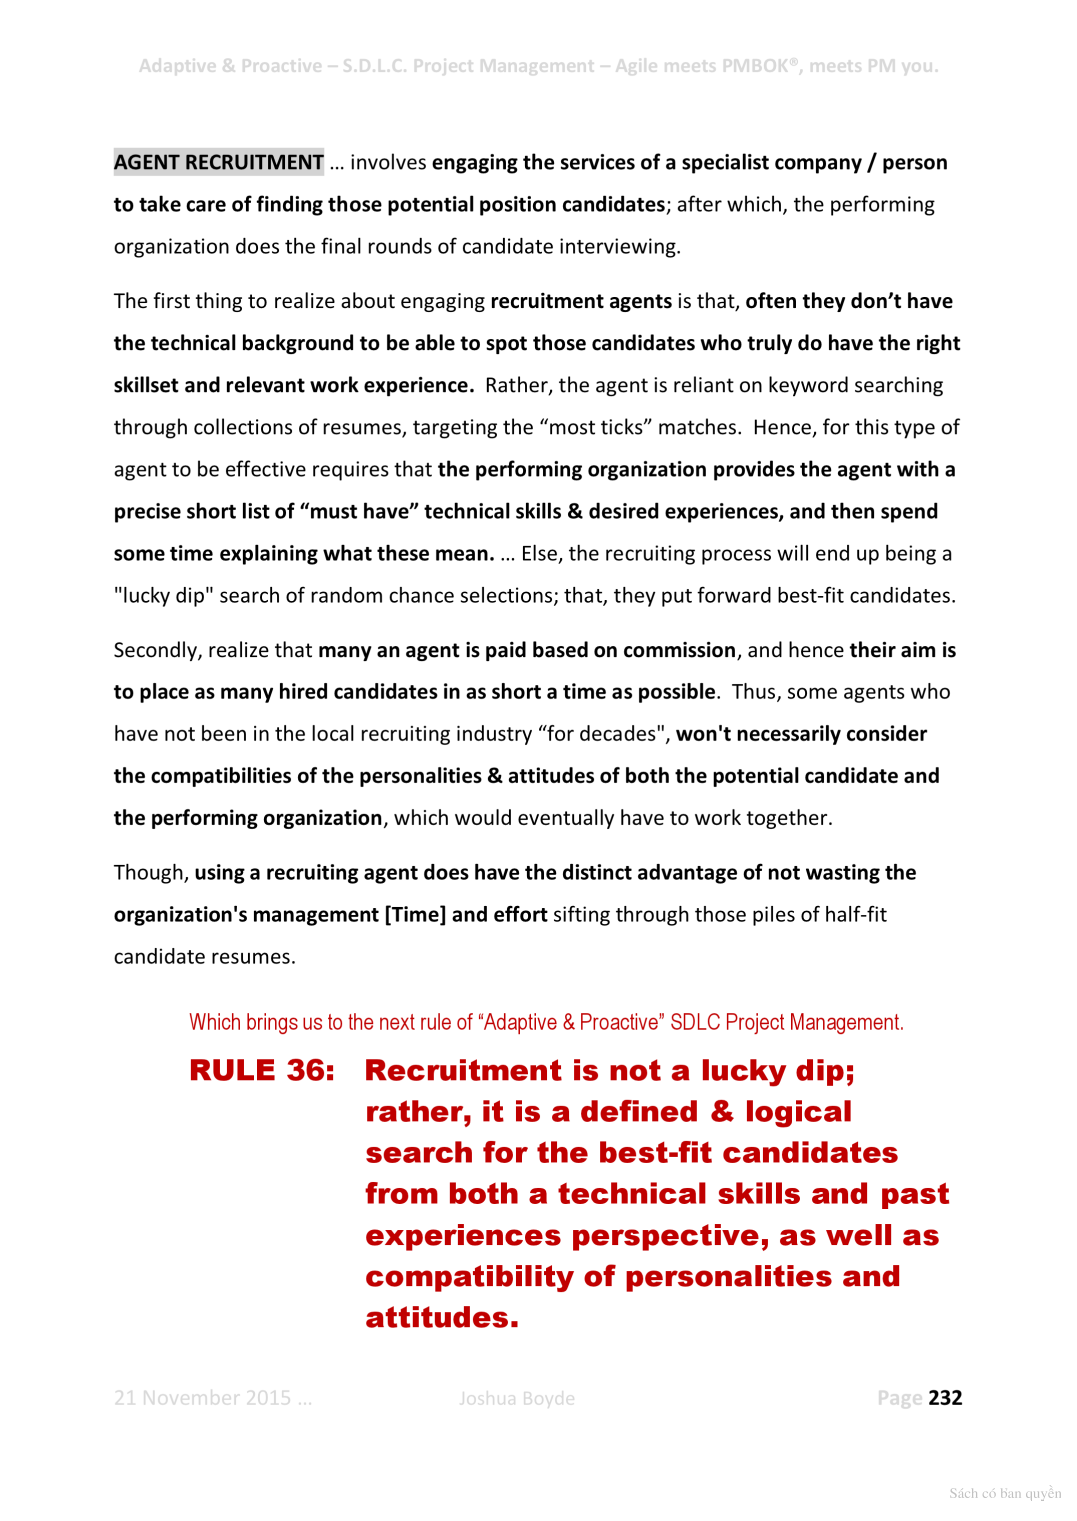 Adaptive & Proactive – S.D.L.C. Project Management – Agile meets PMBOK®, meets PM you.
AGENT RECRUITMENT … involves engaging the services of a specialist company / person
to take care of finding those potential position candidates; after which, the performing
organization does the final rounds of candidate interviewing.
The first thing to realize about engaging recruitment agents is that, often they don’t have
the technical background to be able to spot those candidates who truly do have the right
skillset and relevant work experience.  Rather, the agent is reliant on keyword searching
through collections of resumes, targeting the “most ticks” matches.  Hence, for this type of
agent to be effective requires that the performing organization provides the agent with a
precise short list of “must have” technical skills & desired experiences, and then spend
some time explaining what these mean. … Else, the recruiting process will end up being a
"lucky dip" search of random chance selections; that, they put forward best-fit candidates.
Secondly, realize that many an agent is paid based on commission, and hence their aim is
to place as many hired candidates in as short a time as possible.  Thus, some agents who
have not been in the local recruiting industry “for decades", won't necessarily consider
the compatibilities of the personalities & attitudes of both the potential candidate and
the performing organization, which would eventually have to work together.
Though, using a recruiting agent does have the distinct advantage of not wasting the
organization's management [Time] and effort sifting through those piles of half-fit
candidate resumes.
Which brings us to the next rule of “Adaptive & Proactive” SDLC Project Management.
RULE 36: Recruitment is not a lucky dip;
rather, it is a defined & logical
search for the best-fit candidates
from both a technical skills and past
experiences perspective, as well as
compatibility of personalities and
attitudes.
21 November 2015 … Joshua Boyde Page 232
Sách có bản quyền